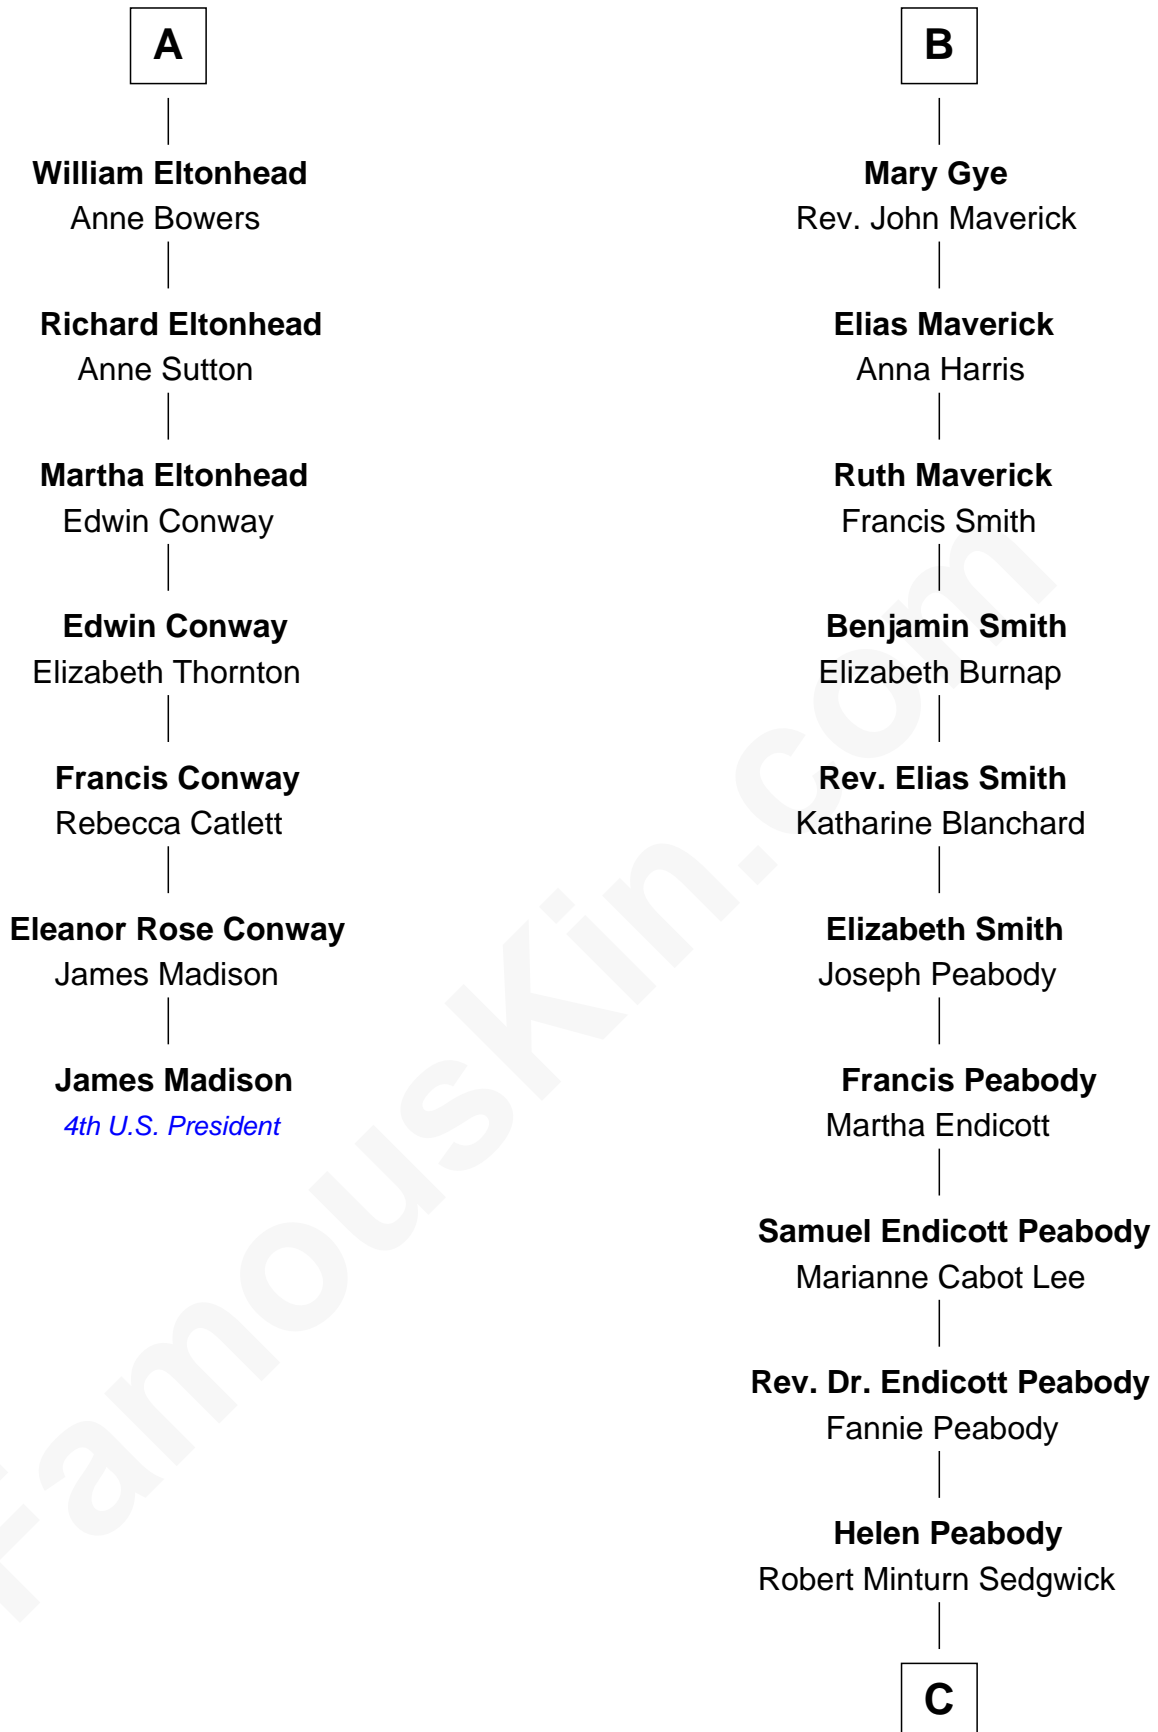 A
William Eltonhead
Anne Bowers
Richard Eltonhead
Anne Sutton
Martha Eltonhead
Edwin Conway
Edwin Conway
Elizabeth Thornton
Francis Conway
Rebecca Catlett
Eleanor Rose Conway
James Madison
James Madison
4th U.S. President
B
Mary Gye
Rev. John Maverick
Elias Maverick
Anna Harris
Ruth Maverick
Francis Smith
Benjamin Smith
Elizabeth Burnap
Rev. Elias Smith
Katharine Blanchard
Elizabeth Smith
Joseph Peabody
Francis Peabody
Martha Endicott
Samuel Endicott Peabody
Marianne Cabot Lee
Rev. Dr. Endicott Peabody
Fannie Peabody
Helen Peabody
Robert Minturn Sedgwick
C
FamousKin.com